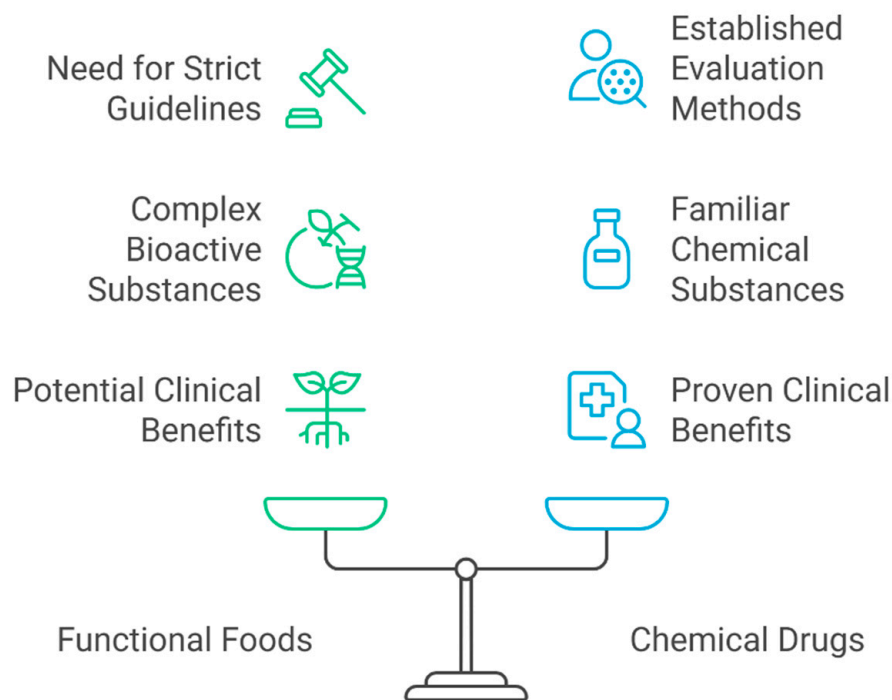 Need for Strict
Guidelines
Established
Evaluation
Methods
Complex
Bioactive
Substances
Familiar
Chemical
Substances
Potential Clinical
Benefits
Proven Clinical
Benefits
Functional Foods
Chemical Drugs